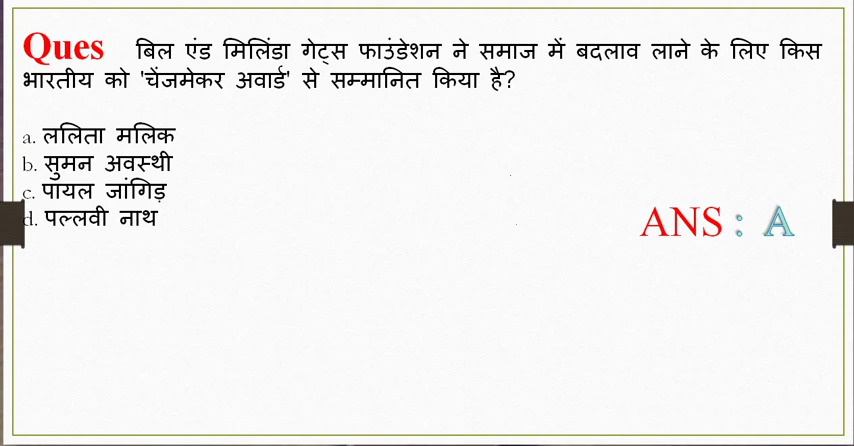 Ques बिल एंड मिलिंडा गेट्स फाउंडेशन ने समाज में बदलाव लाने के लिए किस
भारतीय को 'चेंजमेकर अवार्ड' से सम्मानित किया है?
a. ललिता मलिक
b. सुमन अवस्थी
c. पायल जांगिड़
d. पल्लवी नाथ
ANS : A